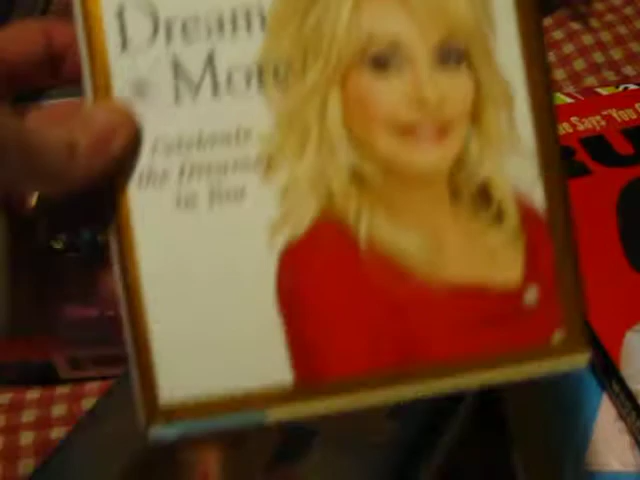 Dream
More
Celebrate
the Dreamer
in You
Says "You